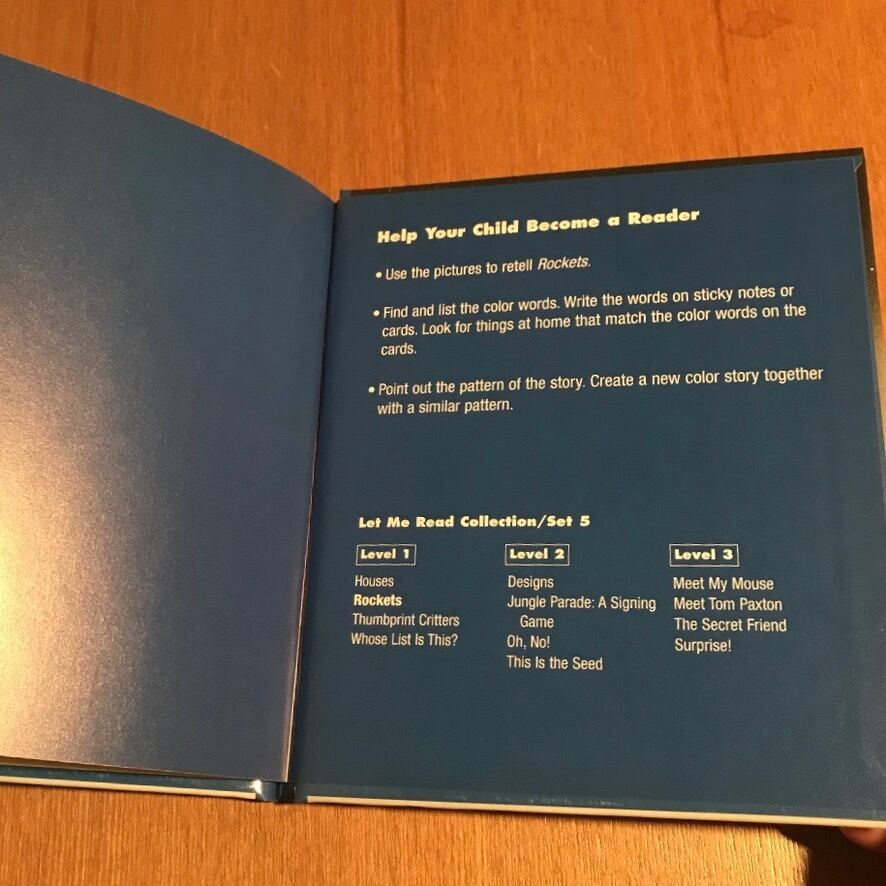 Help Your Child Become a Reader
• Use the pictures to retell Rockets.
• Find and list the color words. Write the words on sticky notes or
cards. Look for things at home that match the color words on the
cards.
• Point out the pattern of the story. Create a new color story together
with a similar pattern.
Let Me Read Collection/Set 5
Level 1
Houses
Rockets
Thumbprint Critters
Whose List Is This?
Level 2
Designs
Jungle Parade: A Signing
Game
Oh, No!
This Is the Seed
Level 3
Meet My Mouse
Meet Tom Paxton
The Secret Friend
Surprise!